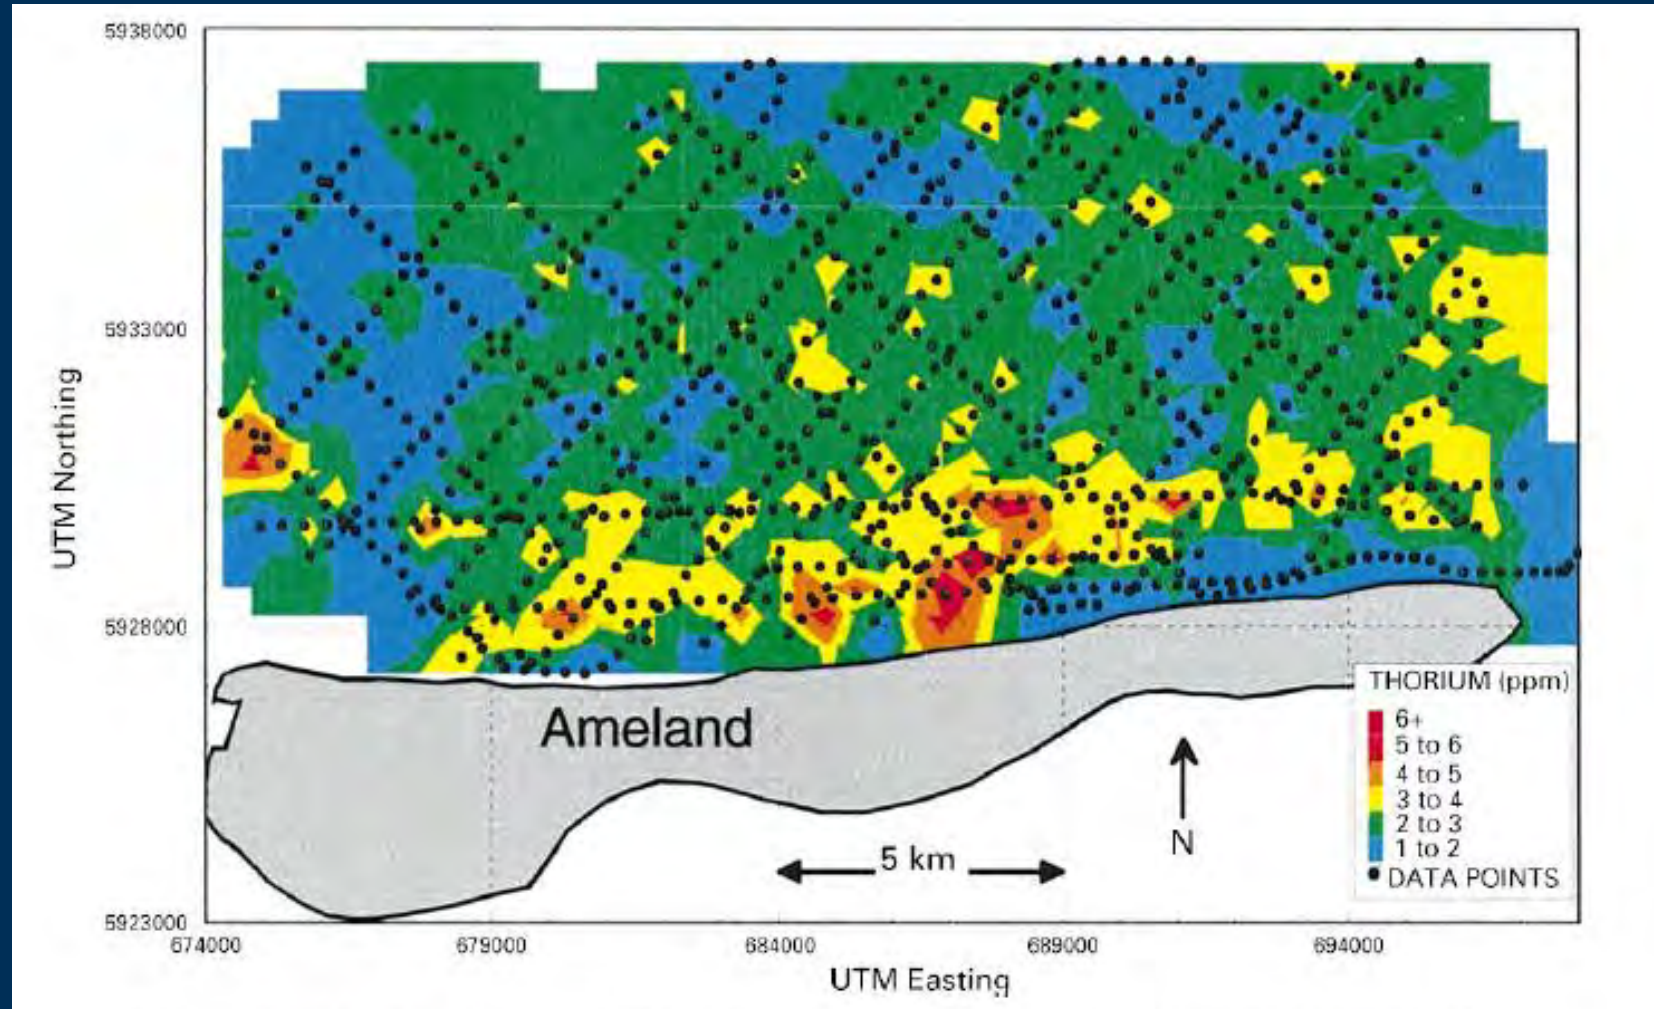 5938000
5933000
5928000
5923000
UTM Northing
Ameland
5 km
N
THORIUM (ppm)
6+
5 to 6
4 to 5
3 to 4
2 to 3
1 to 2
DATA POINTS
674000 679000 684000 689000 694000
UTM Easting